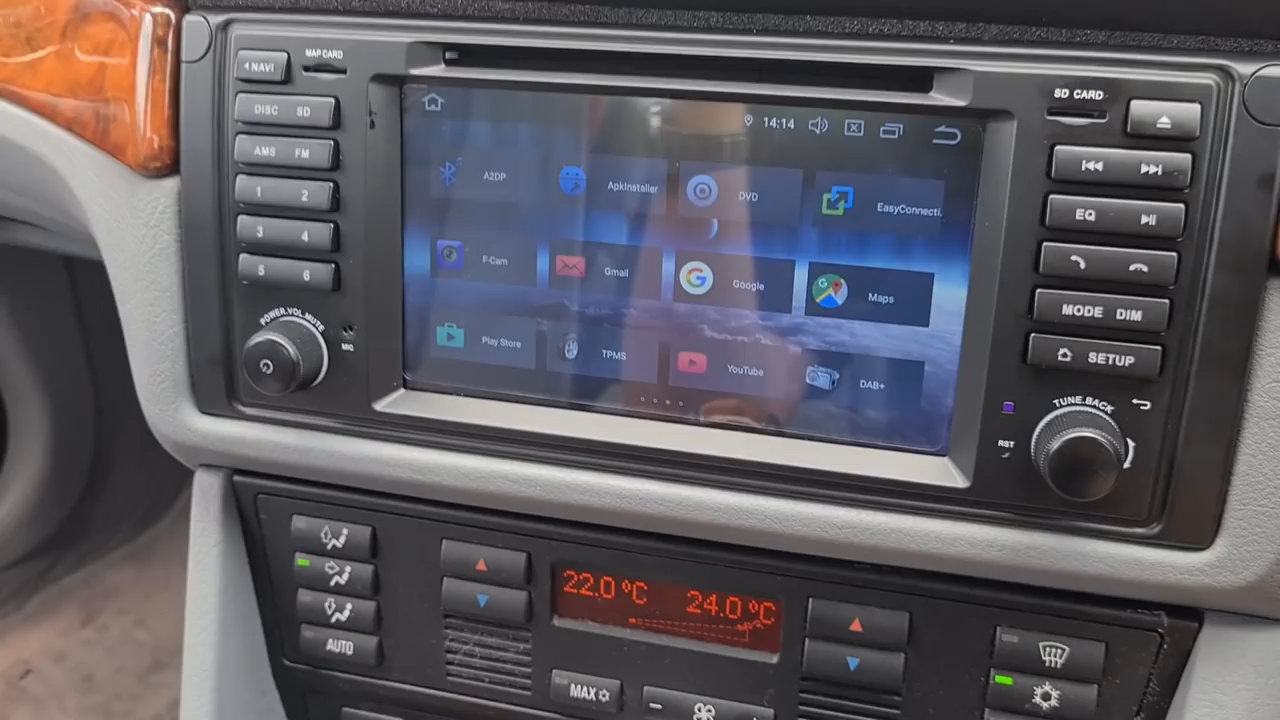 NAVI
MAP CARD
DISC SD
AMS FM
1 2
3 4
5 6
POWER.VOL.MUTE
MIC
14:14
A2DP
ApkInstaller
DVD
EasyConnecti.
F-Cam
Gmail
Google
Maps
Play Store
TPMS
YouTube
DAB+
SD CARD
EQ
MODE DIM
SETUP
TUNE.BACK
RST
AUTO
22.0 °C 24.0 °C
MAX